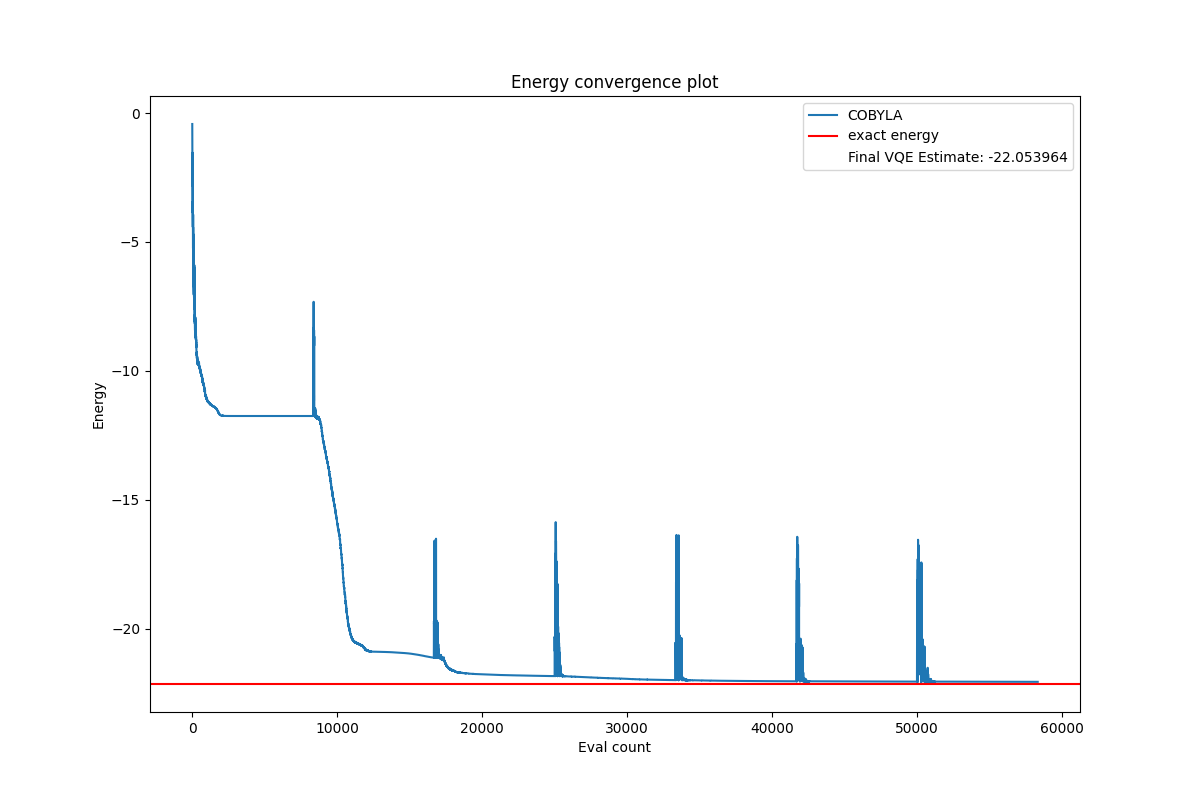 Energy convergence plot
COBYLA
exact energy
Final VQE Estimate: -22.053964
Energy
0
−5
−10
−15
−20
0 10000 20000 30000 40000 50000 60000
Eval count